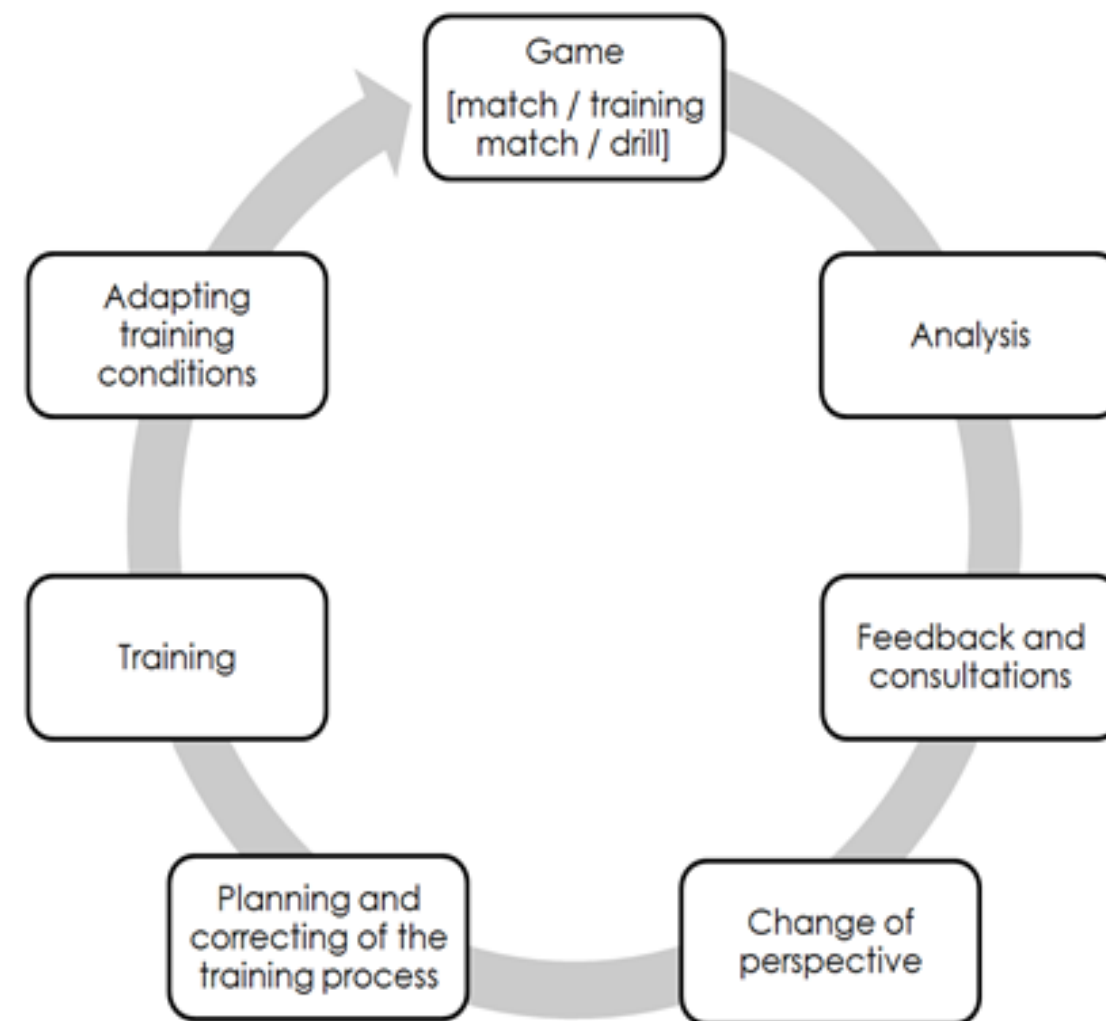 Game
[match / training
match / drill]
Analysis
Feedback and
consultations
Change of
perspective
Planning and
correcting of the
training process
Training
Adapting
training
conditions